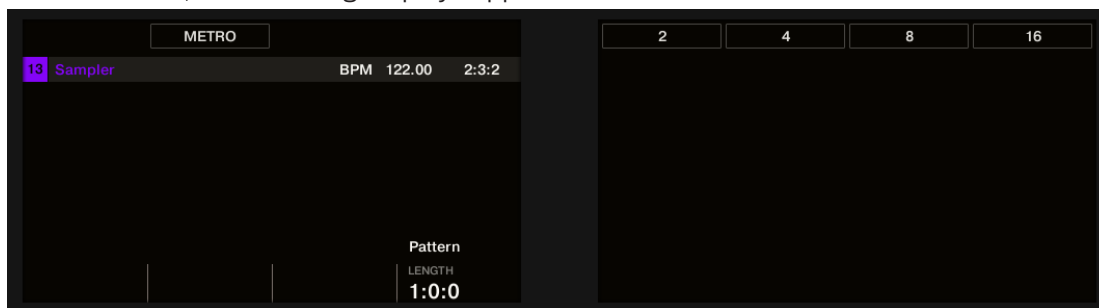 METRO
13 Sampler BPM 122.00 2:3:2
Pattern
LENGTH
1:0:0
2 4 8 16